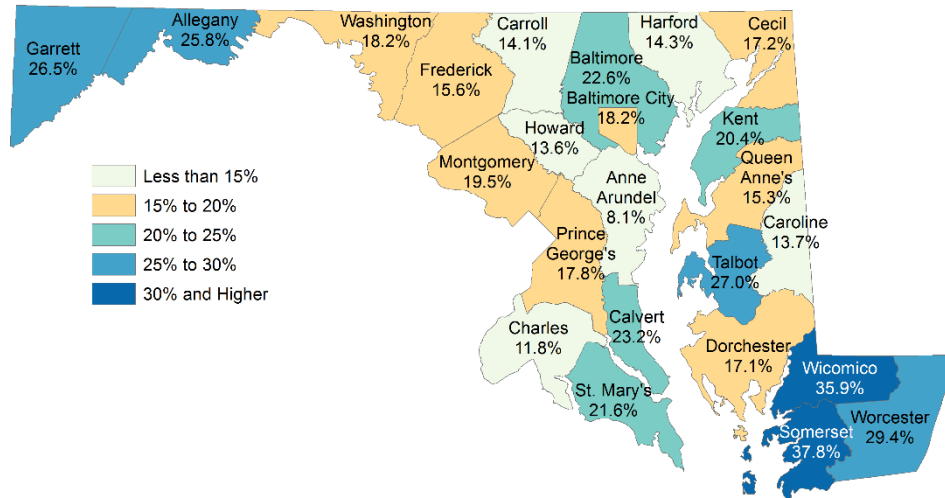 Garrett
26.5%
Allegany
25.8%
Washington
18.2%
Frederick
15.6%
Carroll
14.1%
Baltimore
22.6%
Baltimore City
18.2%
Harford
14.3%
Cecil
17.2%
Howard
13.6%
Montgomery
19.5%
Anne
Arundel
8.1%
Kent
20.4%
Queen
Anne's
15.3%
Caroline
13.7%
Talbot
27.0%
Prince
George's
17.8%
Calvert
23.2%
Charles
11.8%
St. Mary's
21.6%
Dorchester
17.1%
Wicomico
35.9%
Worcester
29.4%
Somerset
37.8%
Less than 15%
15% to 20%
20% to 25%
25% to 30%
30% and Higher